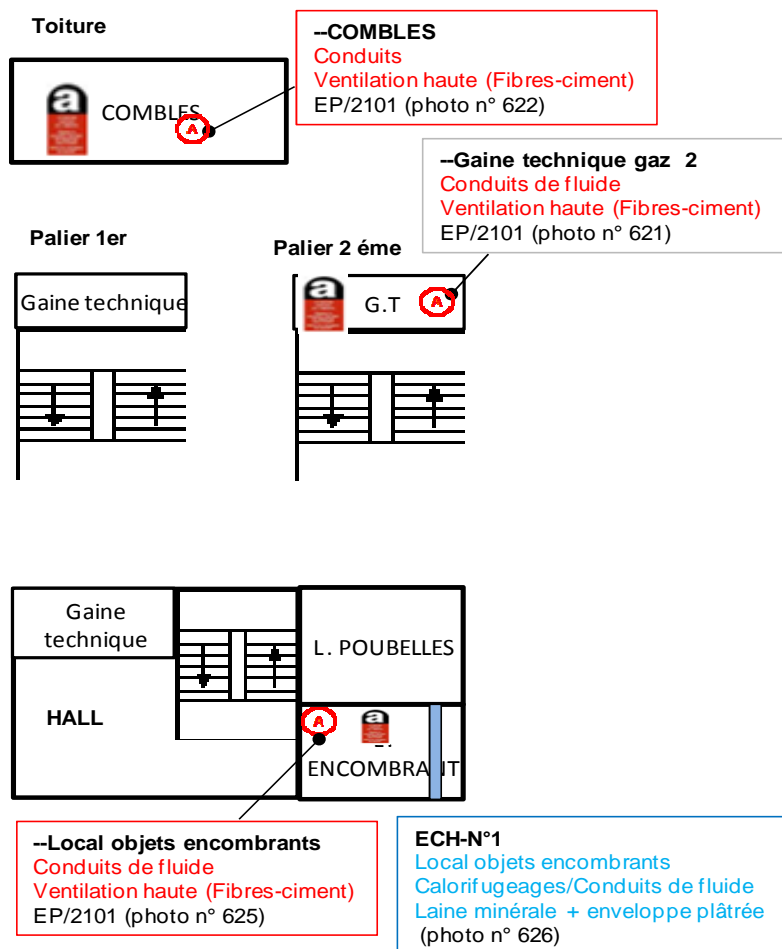 Toiture
--COMBLES
Conduits
Ventilation haute (Fibres-ciment)
EP/2101 (photo n° 622)
a
COMBLES
A
--Gaine technique gaz 2
Conduits de fluide
Ventilation haute (Fibres-ciment)
EP/2101 (photo n° 621)
Palier 1er
Palier 2 éme
Gaine technique
a
G.T
A
Gaine
technique
L. POUBELLES
HALL
A
a
ENCOMBRANT
--Local objets encombrants
Conduits de fluide
Ventilation haute (Fibres-ciment)
EP/2101 (photo n° 625)
ECH-N°1
Local objets encombrants
Calorifugeages/Conduits de fluide
Laine minérale + enveloppe plâtrée
(photo n° 626)